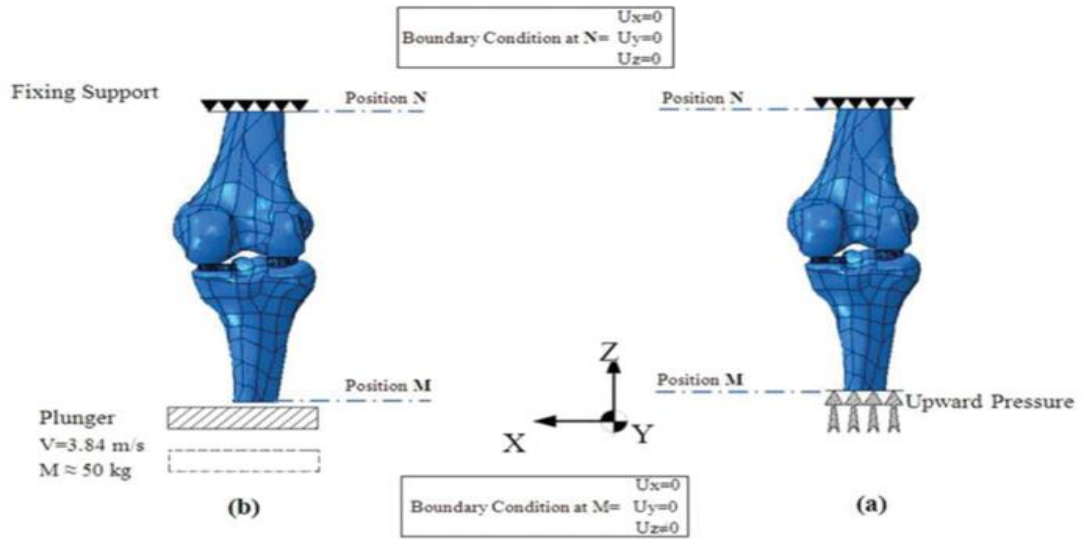 Ux=0
Boundary Condition at N= Uy=0
Uz=0
Fixing Support
Position N
Position N
Position M
Position M
Plunger
V=3.84 m/s
M ≈ 50 kg
Upward Pressure
Z
X
Y
(b)
(a)
Ux=0
Boundary Condition at M= Uy=0
Uz≠0